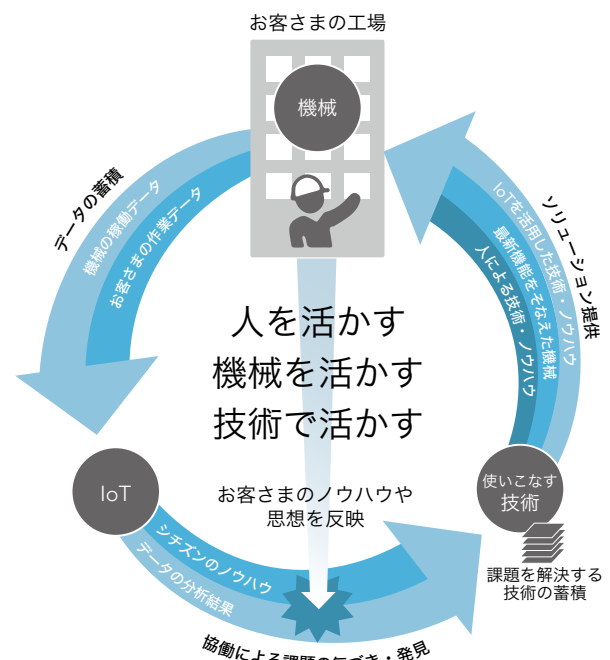 お客さまの工場
機械
データの蓄積
機械の稼働データ
お客さまの作業データ
ソリューション提供
IoTを活用した技術・ノウハウ
最新機能をそなえた機械
人による技術・ノウハウ
人を活かす
機械を活かす
技術で活かす
IoT
お客さまのノウハウや
思想を反映
使いこなす
技術
課題を解決する
技術の蓄積
シチズンのノウハウ
データの分析結果
協働による課題の気づき・発見